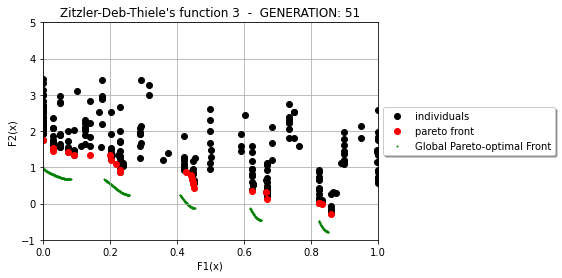 Zitzler-Deb-Thiele's function 3 - GENERATION: 51
5
4
3
2
1
0
−1
F2(x)
0.0 0.2 0.4 0.6 0.8 1.0
F1(x)
individuals
pareto front
Global Pareto-optimal Front